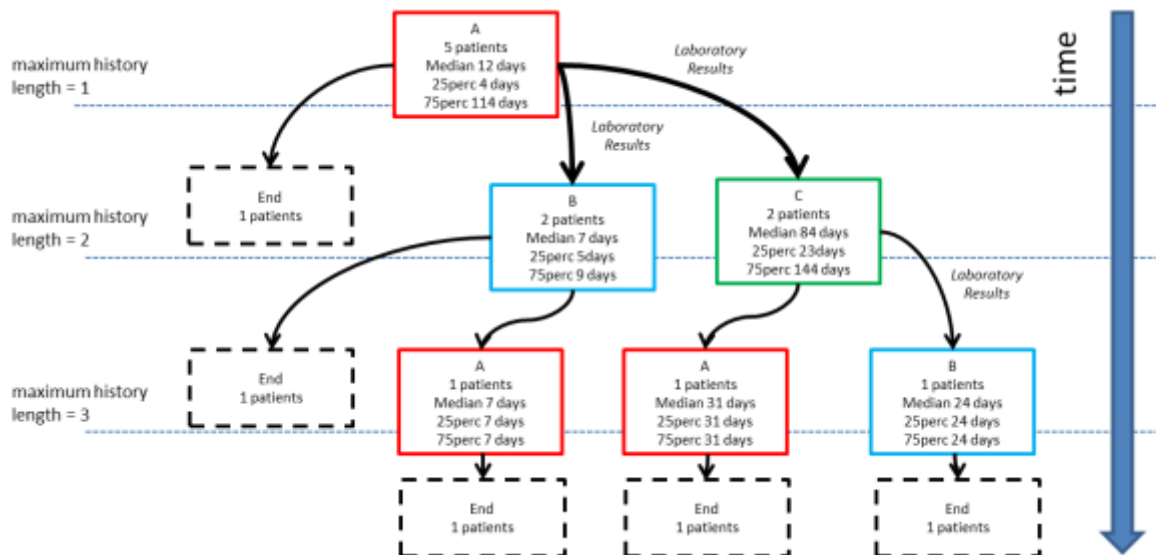 A
5 patients
Median 12 days
25perc 4 days
75perc 114 days
Laboratory
Results
time
maximum history
length = 1
Laboratory
Results
End
1 patients
B
2 patients
Median 7 days
25perc 5days
75perc 9 days
C
2 patients
Median 84 days
25perc 23days
75perc 144 days
maximum history
length = 2
Laboratory
Results
End
1 patients
A
1 patients
Median 7 days
25perc 7 days
75perc 7 days
A
1 patients
Median 31 days
25perc 31 days
75perc 31 days
B
1 patients
Median 24 days
25perc 24 days
75perc 24 days
maximum history
length = 3
End
1 patients
End
1 patients
End
1 patients